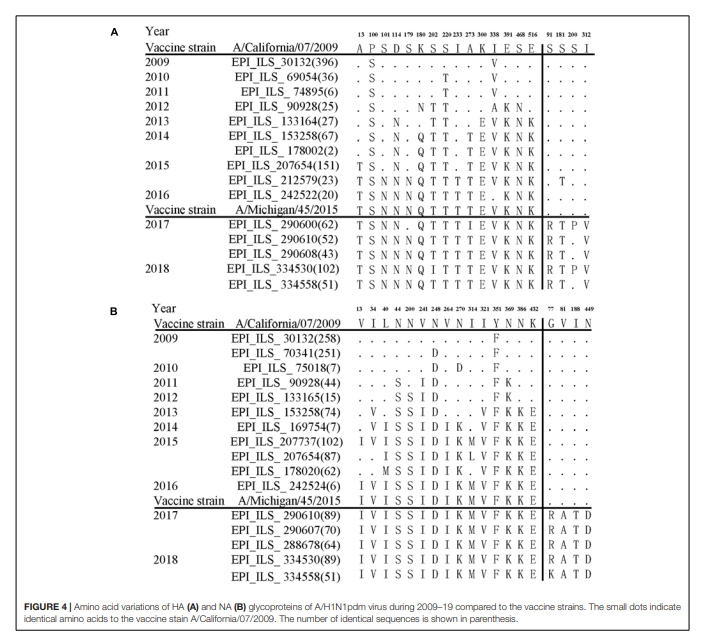 A
Year
13 100 101 114 179 180 202 220 233 273 300 338 391 468 516 91 181 200 312
Vaccine strain A/California/07/2009 A P S D S K S S I A K I E S E S S S I
2009 EPI_ILS_ 30132(396) . S . . . . . . . . . V . . . . . . .
2010 EPI_ILS_ 69054(36) . S . . . . . T . . . V . . . . . . .
2011 EPI_ILS_ 74895(6) . S . . . . . T . . . V . . . . . . .
2012 EPI_ILS_ 90928(25) . S . . . N T T . . . A K N . . . . .
2013 EPI_ILS_ 133164(27) . S . N . . T T . . E V K N K . . . .
2014 EPI_ILS_ 153258(67) . S . N . Q T T . T E V K N K . . . .
EPI_ILS_ 178002(2) . S . N . Q T T . T E V K N K . . . .
2015 EPI_ILS_207654(151) T S . N . Q T T . T E V K N K . . . .
EPI_ILS_ 212579(23) T S N N N Q T T T T E V K N K . T . .
2016 EPI_ILS_ 242522(20) T S N N N Q T T T T E . K N K . . . .
Vaccine strain A/Michigan/45/2015 T S N N N Q T T T T E V K N K . . . .
2017 EPI_ILS_ 290600(62) T S N N . Q T T T I E V K N K R T P V
EPI_ILS_ 290610(52) T S N N N Q T T T T E V K N K R T . V
EPI_ILS_ 290608(43) T S N N N Q T T T T E V K N K R T . V
2018 EPI_ILS_334530(102) T S N N N Q T T T T E V K N K R T P V
EPI_ILS_ 334558(51) T S N N N Q T T T T E V K N K R T . V
B
Year
13 34 40 44 200 241 248 264 270 314 321 351 369 386 432 77 81 188 449
Vaccine strain A/California/07/2009 V I L N N V N V N I I Y N N K G V I N
2009 EPI_ILS_ 30132(258) . . . . . . . . . . . F . . . . . . .
EPI_ILS_ 70341(251) . . . . . . D . . . . F . . . . . . .
2010 EPI_ILS_ 75018(7) . . . . . . D . D . . F . . . . . . .
2011 EPI_ILS_ 90928(44) . . . S . I D . . . . F K . . . . . .
2012 EPI_ILS_ 133165(15) . . . S S I D . . . . F K . . . . . .
2013 EPI_ILS_ 153258(74) . V . S S I D . . . V F K K E . . . .
2014 EPI_ILS_ 169754(7) . V I S S I D I K . V F K K E . . . .
2015 EPI_ILS_207737(102) I V I S S I D I K M V F K K E . . . .
EPI_ILS_ 207654(87) . . I S S I D I K L V F K K E . . . .
EPI_ILS_ 178020(62) . . M S S I D I K . V F K K E . . . .
2016 EPI_ILS_ 242524(6) I V I S S I D I K M V F K K E . . . .
Vaccine strain A/Michigan/45/2015 I V I S S I D I K M V F K K E . . . .
2017 EPI_ILS_ 290610(89) I V I S S I D I K M V F K K E R A T D
EPI_ILS_ 290607(70) I V I S S I D I K M V F K K E R A T D
EPI_ILS_ 288678(64) I V I S S I D I K M V F K K E R A T D
2018 EPI_ILS_ 334530(89) I V I S S I D I K M V F K K E R A T D
EPI_ILS_ 334558(51) I V I S S I D I K M V F K K E K A T D
FIGURE 4 | Amino acid variations of HA (A) and NA (B) glycoproteins of A/H1N1pdm virus during 2009–19 compared to the vaccine strains. The small dots indicate
identical amino acids to the vaccine stain A/California/07/2009. The number of identical sequences is shown in parenthesis.